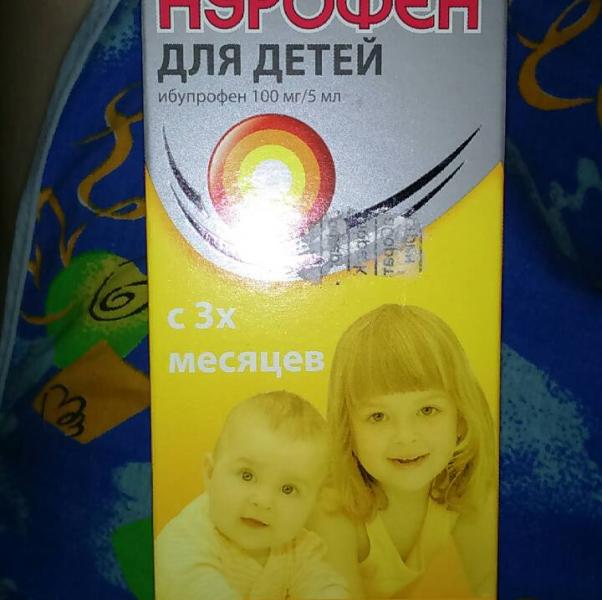 НУРОФЕН
ДЛЯ ДЕТЕЙ
ибупрофен 100 мг/5 мл
с 3х
месяцев